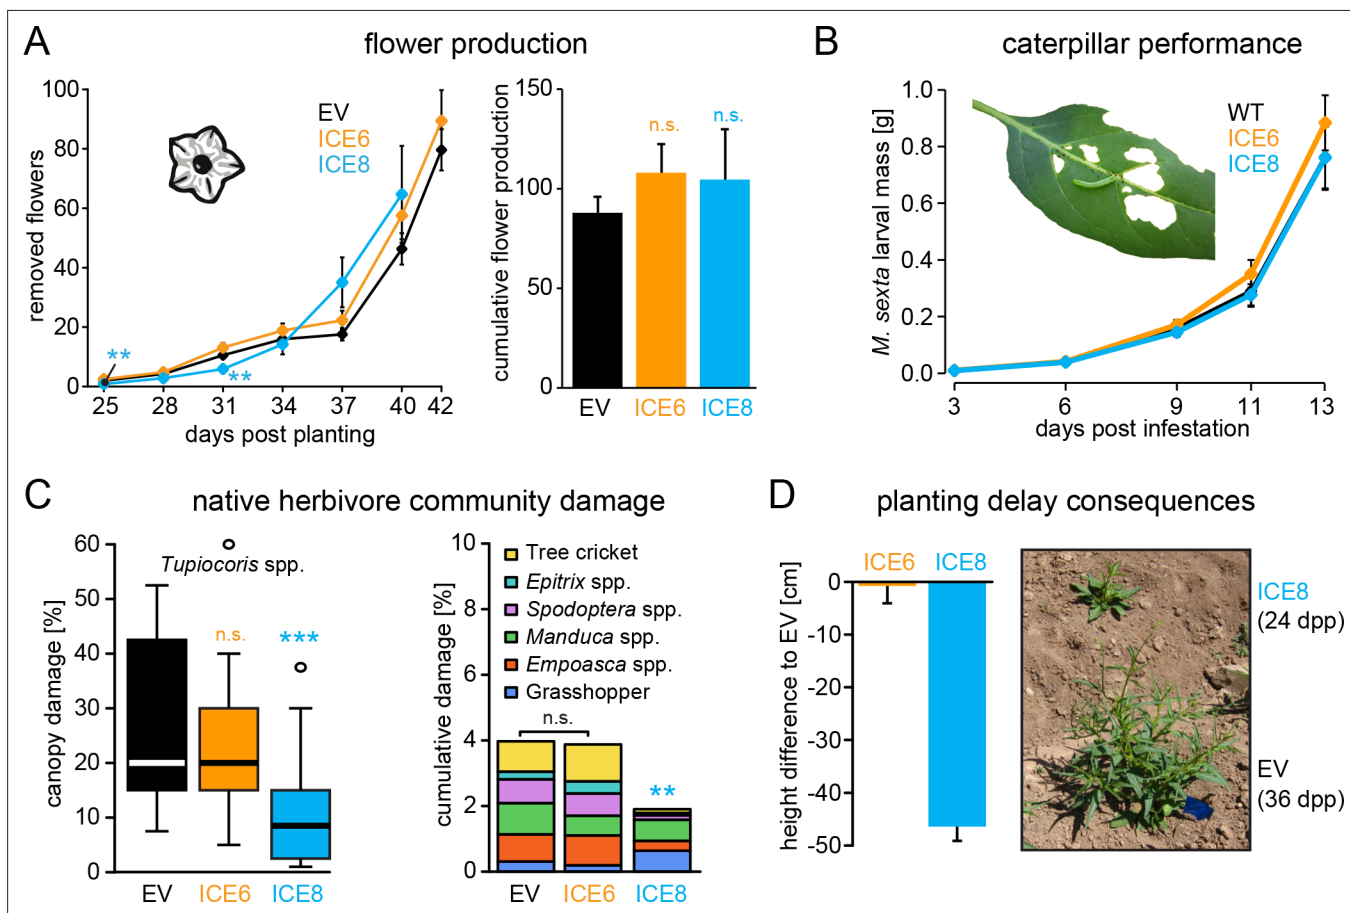 A
flower production
100
80
60
40
20
0
removed flowers
EV
ICE6
ICE8
**
**
25 28 31 34 37 40 42
days post planting
150
100
50
0
cumulative flower production
n.s.
n.s.
EV ICE6 ICE8
B
caterpillar performance
1.0
0.8
0.6
0.4
0.2
0.0
M. sexta larval mass [g]
WT
ICE6
ICE8
3 6 9 11 13
days post infestation
C
native herbivore community damage
60
50
40
30
20
10
0
canopy damage [%]
Tupiocoris spp.
n.s.
***
EV ICE6 ICE8
10
8
6
4
2
0
cumulative damage [%]
Tree cricket
Epitrix spp.
Spodoptera spp.
Manduca spp.
Empoasca spp.
Grasshopper
n.s.
**
EV ICE6 ICE8
D
planting delay consequences
ICE6 ICE8
0
-10
-20
-30
-40
-50
height difference to EV [cm]
ICE8
(24 dpp)
EV
(36 dpp)